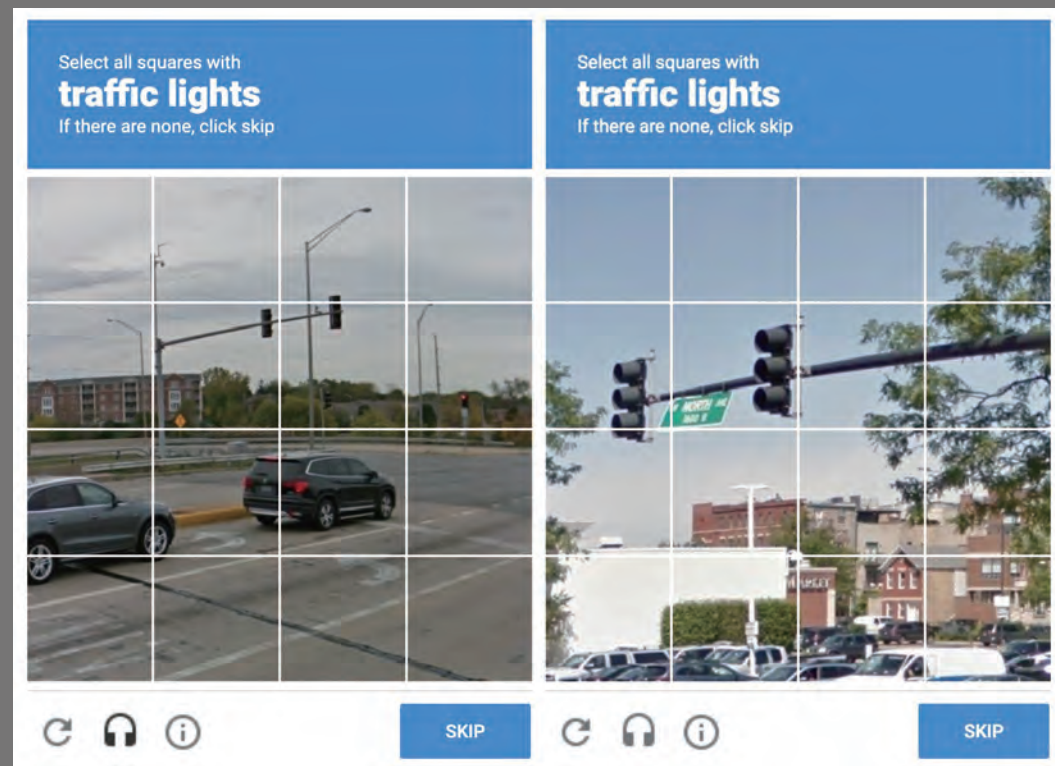 Select all squares with
traffic lights
If there are none, click skip
SKIP
Select all squares with
traffic lights
If there are none, click skip
NORTH
SKIP